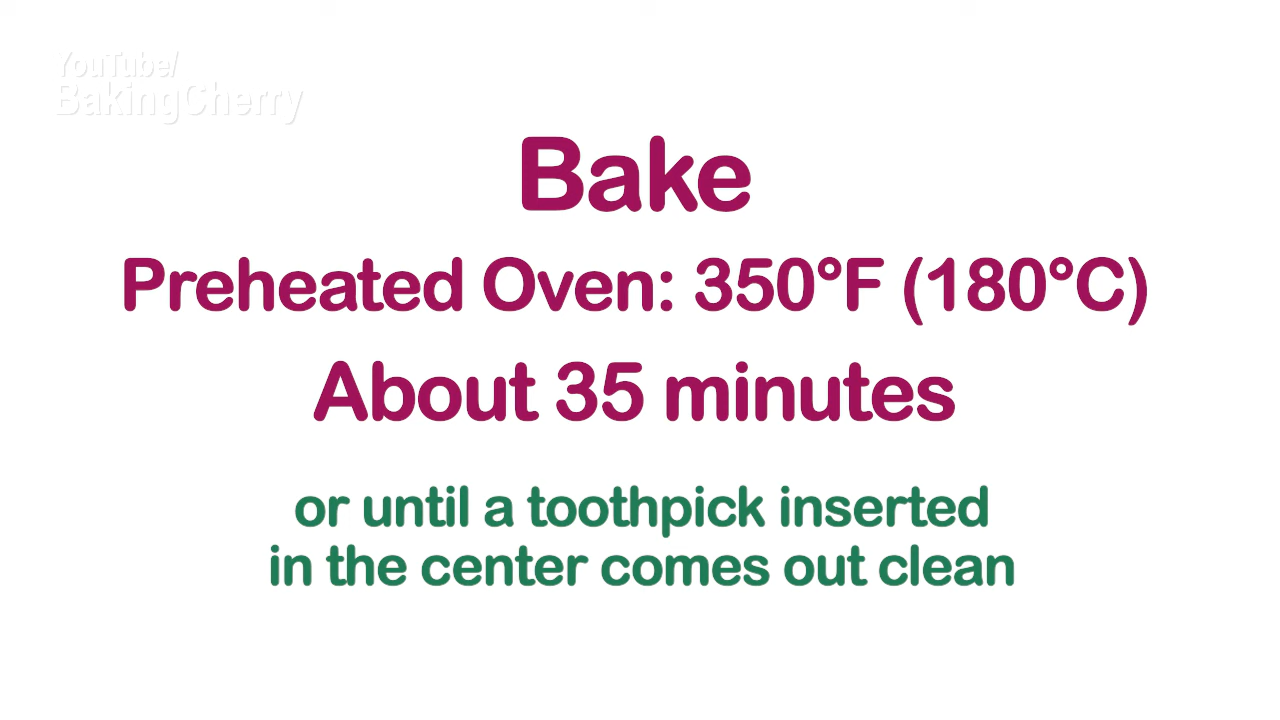 YouTube/
BakingCherry
Bake
Preheated Oven: 350°F (180°C)
About 35 minutes
or until a toothpick inserted
in the center comes out clean